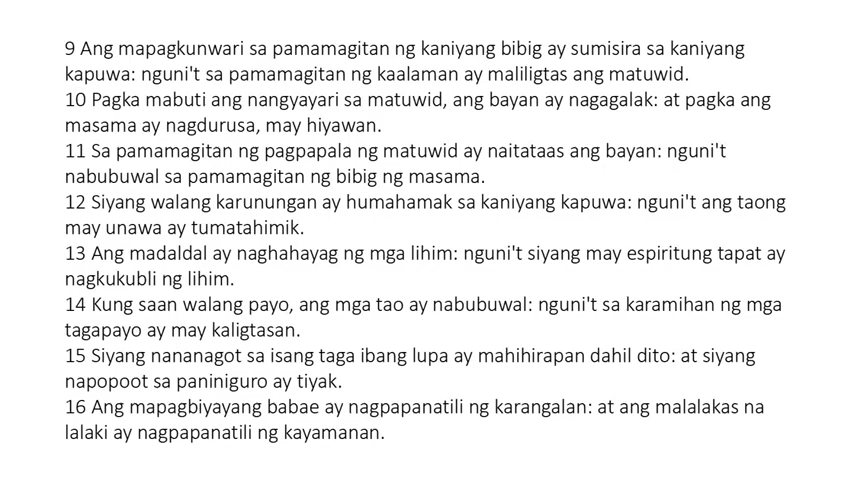 9 Ang mapagkunwari sa pamamagitan ng kaniyang bibig ay sumisira sa kaniyang
kapuwa: nguni't sa pamamagitan ng kaalaman ay maliligtas ang matuwid.
10 Pagka mabuti ang nangyayari sa matuwid, ang bayan ay nagagalak: at pagka ang
masama ay nagdurusa, may hiyawan.
11 Sa pamamagitan ng pagpapala ng matuwid ay naitataas ang bayan: nguni't
nabubuwal sa pamamagitan ng bibig ng masama.
12 Siyang walang karunungan ay humahamak sa kaniyang kapuwa: nguni't ang taong
may unawa ay tumatahimik.
13 Ang madaldal ay naghahayag ng mga lihim: nguni't siyang may espiritung tapat ay
nagkukubli ng lihim.
14 Kung saan walang payo, ang mga tao ay nabubuwal: nguni't sa karamihan ng mga
tagapayo ay may kaligtasan.
15 Siyang nananagot sa isang taga ibang lupa ay mahihirapan dahil dito: at siyang
napopoot sa paniniguro ay tiyak.
16 Ang mapagbiyayang babae ay nagpapanatili ng karangalan: at ang malalakas na
lalaki ay nagpapanatili ng kayamanan.